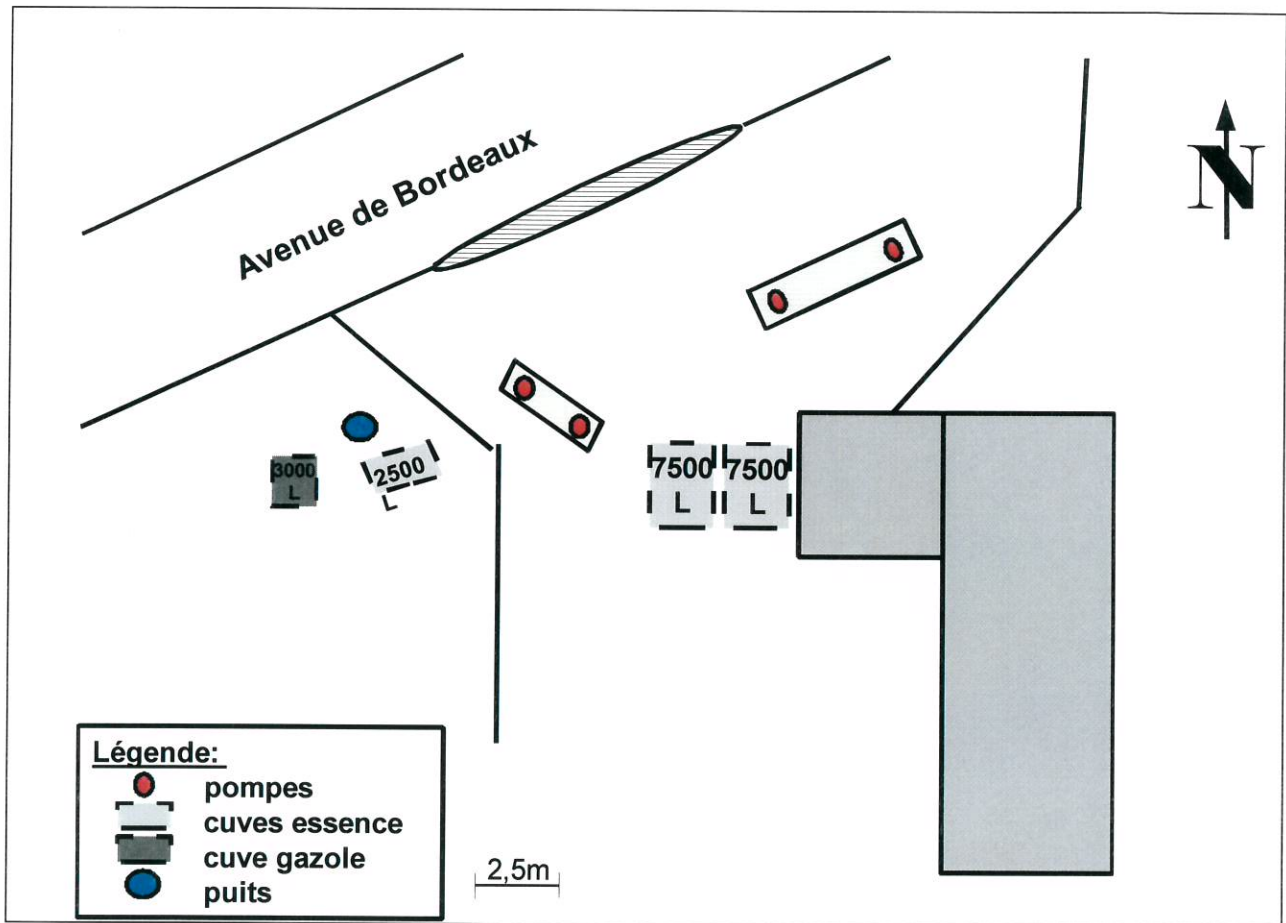 Avenue de Bordeaux
N
3000
L
2500
L
7500
L
7500
L
Légende:
pompes
cuves essence
cuve gazole
puits
2,5m